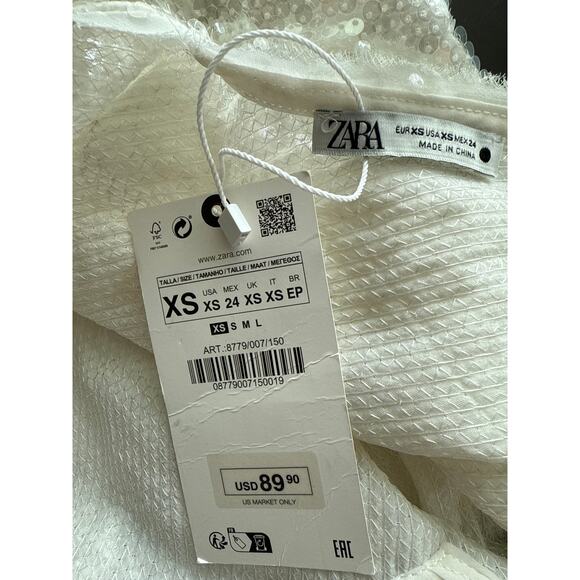 ZARA
EUR XS USA XS MEX 24
MADE IN CHINA
FSC
www.zara.com
TALLA / SIZE / TAMANHO / TAILLE / MAAT / ΜΕΓΕΘΟΣ
XS
USA MEX UK IT BR
XS 24 XS XS EP
XS S M L
ART.:8779/007/150
08779007150019
USD 89 90
US MARKET ONLY
FR
EAC